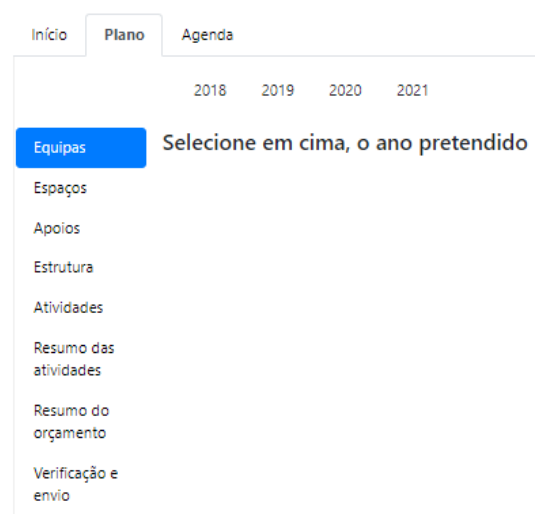 Início Plano Agenda
2018 2019 2020 2021
Equipas
Selecione em cima, o ano pretendido
Espaços
Apoios
Estrutura
Atividades
Resumo das
atividades
Resumo do
orçamento
Verificação e
envio